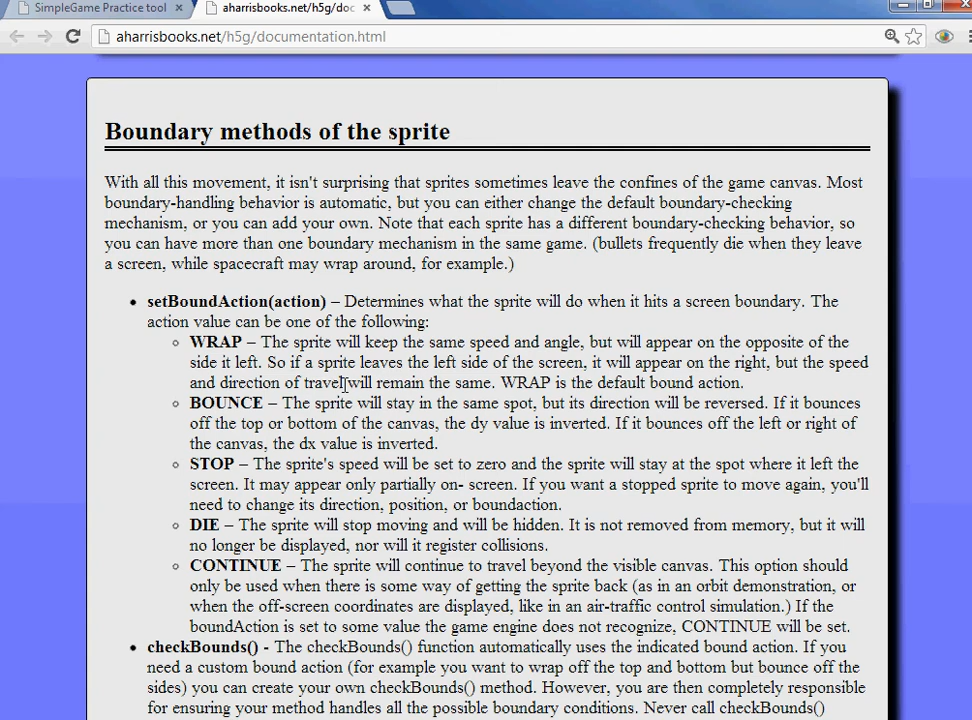 SimpleGame Practice tool
aharrisbooks.net/h5g/doc
aharrisbooks.net/h5g/documentation.html
Boundary methods of the sprite
With all this movement, it isn't surprising that sprites sometimes leave the confines of the game canvas. Most
boundary-handling behavior is automatic, but you can either change the default boundary-checking
mechanism, or you can add your own. Note that each sprite has a different boundary-checking behavior, so
you can have more than one boundary mechanism in the same game. (bullets frequently die when they leave
a screen, while spacecraft may wrap around, for example.)
• setBoundAction(action) – Determines what the sprite will do when it hits a screen boundary. The
action value can be one of the following:
◦ WRAP – The sprite will keep the same speed and angle, but will appear on the opposite of the
side it left. So if a sprite leaves the left side of the screen, it will appear on the right, but the speed
and direction of travel will remain the same. WRAP is the default bound action.
◦ BOUNCE – The sprite will stay in the same spot, but its direction will be reversed. If it bounces
off the top or bottom of the canvas, the dy value is inverted. If it bounces off the left or right of
the canvas, the dx value is inverted.
◦ STOP – The sprite's speed will be set to zero and the sprite will stay at the spot where it left the
screen. It may appear only partially on- screen. If you want a stopped sprite to move again, you'll
need to change its direction, position, or boundaction.
◦ DIE – The sprite will stop moving and will be hidden. It is not removed from memory, but it will
no longer be displayed, nor will it register collisions.
◦ CONTINUE – The sprite will continue to travel beyond the visible canvas. This option should
only be used when there is some way of getting the sprite back (as in an orbit demonstration, or
when the off-screen coordinates are displayed, like in an air-traffic control simulation.) If the
boundAction is set to some value the game engine does not recognize, CONTINUE will be set.
• checkBounds() - The checkBounds() function automatically uses the indicated bound action. If you
need a custom bound action (for example you want to wrap off the top and bottom but bounce off the
sides) you can create your own checkBounds() method. However, you are then completely responsible
for ensuring your method handles all the possible boundary conditions. Never call checkBounds()